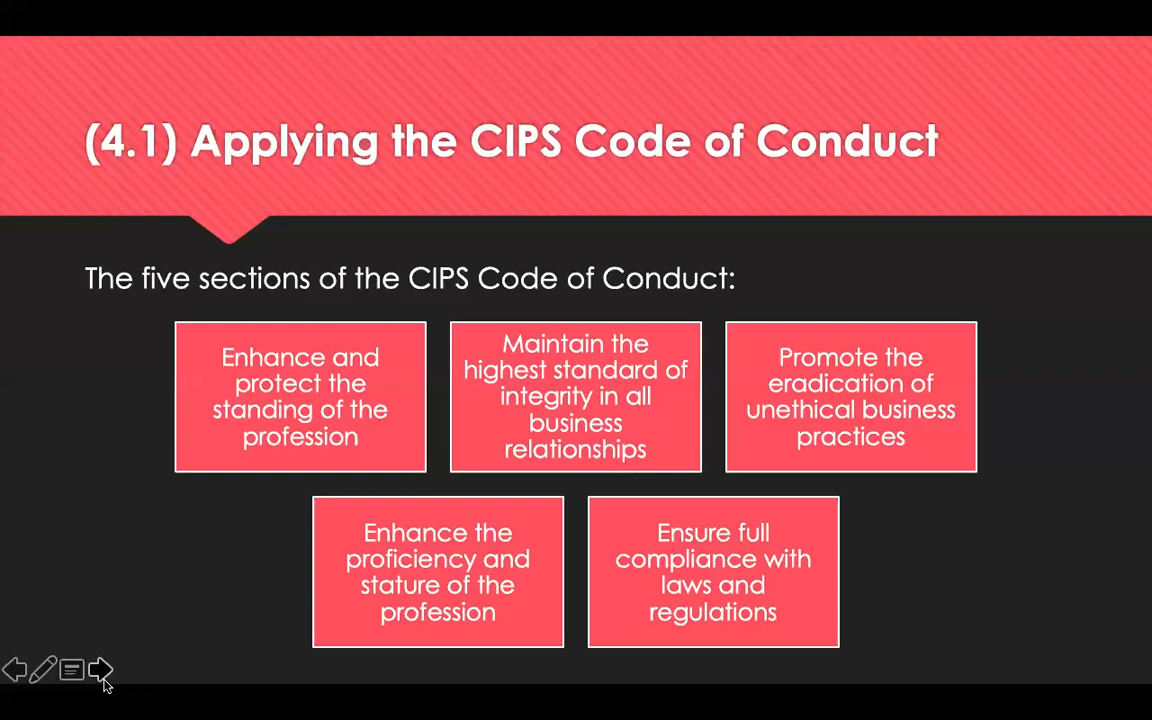 (4.1) Applying the CIPS Code of Conduct
The five sections of the CIPS Code of Conduct:
Enhance and
protect the
standing of the
profession
Maintain the
highest standard of
integrity in all
business
relationships
Promote the
eradication of
unethical business
practices
Enhance the
proficiency and
stature of the
profession
Ensure full
compliance with
laws and
regulations